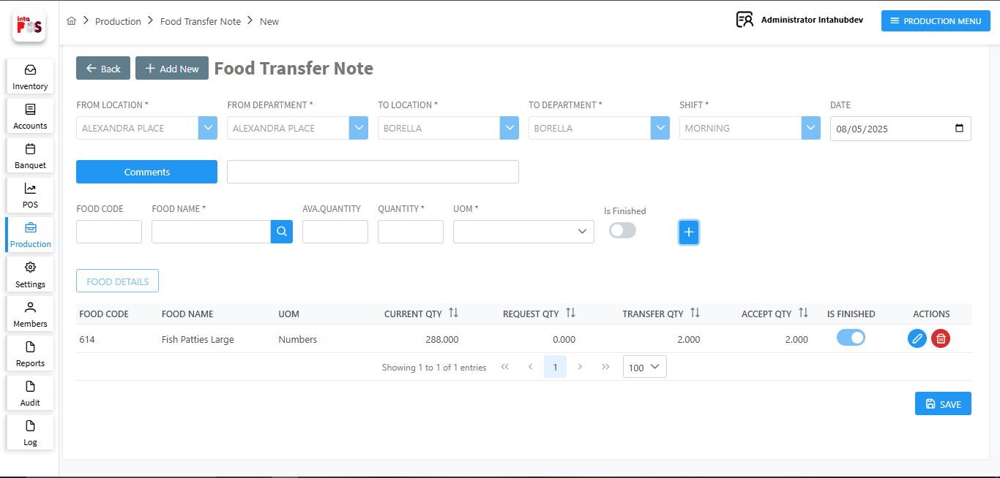 Inta
POS
Production
Food Transfer Note
New
Administrator Intahubdev
PRODUCTION MENU
Inventory
Accounts
Banquet
POS
Production
Settings
Members
Reports
Audit
Log
Back
Add New
Food Transfer Note
FROM LOCATION *
FROM DEPARTMENT *
TO LOCATION *
TO DEPARTMENT *
SHIFT *
DATE
ALEXANDRA PLACE
ALEXANDRA PLACE
BORELLA
BORELLA
MORNING
08/05/2025
Comments
FOOD CODE
FOOD NAME *
AVA.QUANTITY
QUANTITY *
UOM *
Is Finished
FOOD DETAILS
FOOD CODE
FOOD NAME
UOM
CURRENT QTY
REQUEST QTY
TRANSFER QTY
ACCEPT QTY
IS FINISHED
ACTIONS
614
Fish Patties Large
Numbers
288.000
0.000
2.000
2.000
Showing 1 to 1 of 1 entries
1
100
SAVE